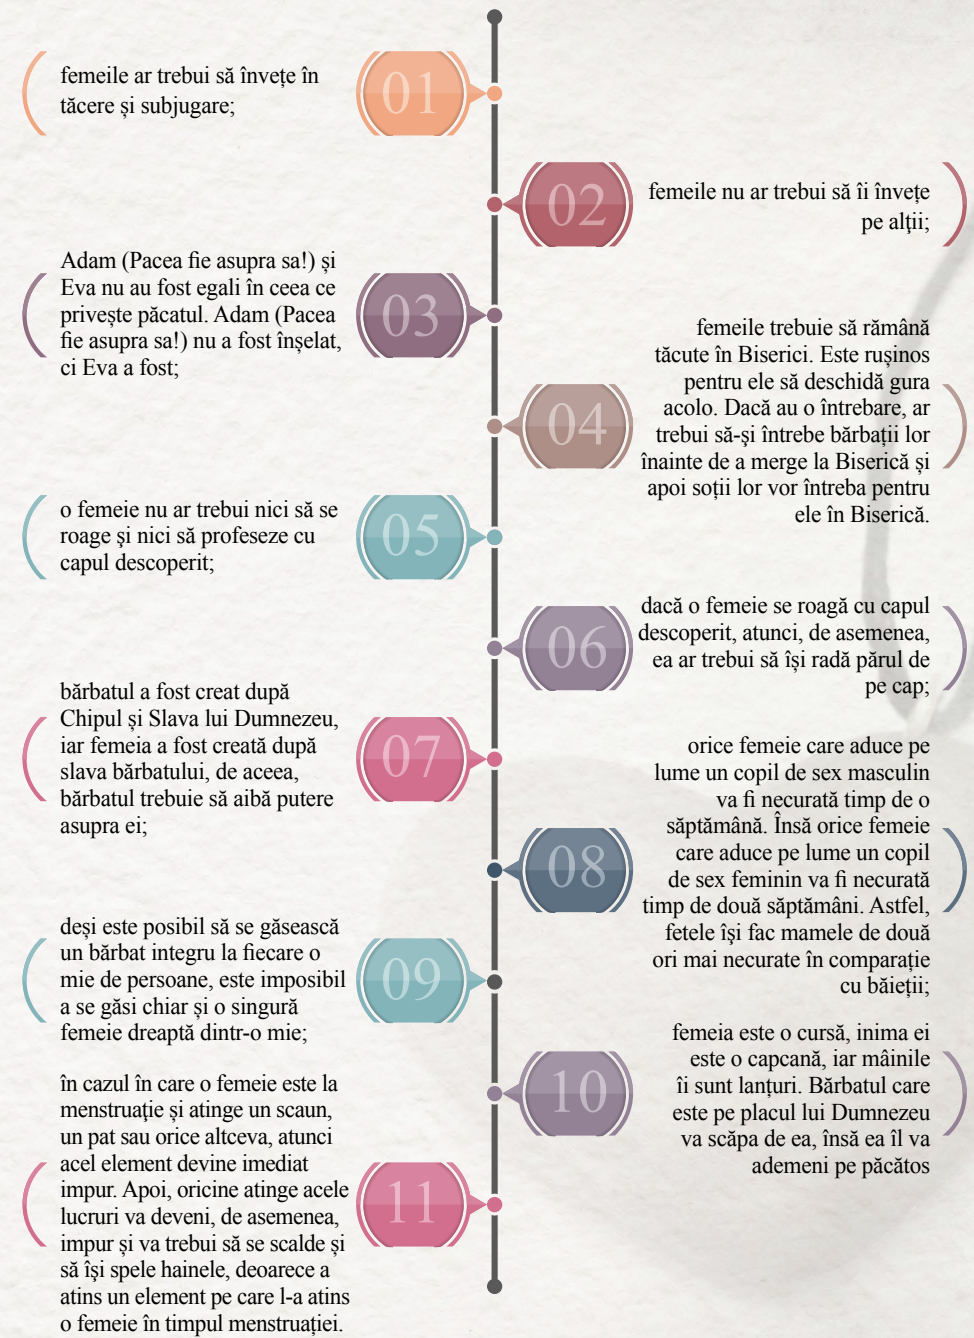 femeile ar trebui să învețe în
tăcere și subjugare;
01
02
femeile nu ar trebui să îi învețe
pe alţii;
Adam (Pacea fie asupra sa!) și
Eva nu au fost egali în ceea ce
privește păcatul. Adam (Pacea
fie asupra sa!) nu a fost înșelat,
ci Eva a fost;
03
04
femeile trebuie să rămână
tăcute în Biserici. Este rușinos
pentru ele să deschidă gura
acolo. Dacă au o întrebare, ar
trebui să-și întrebe bărbații lor
înainte de a merge la Biserică și
apoi soții lor vor întreba pentru
ele în Biserică.
o femeie nu ar trebui nici să se
roage şi nici să profeseze cu
capul descoperit;
05
06
dacă o femeie se roagă cu capul
descoperit, atunci, de asemenea,
ea ar trebui să își radă părul de
pe cap;
bărbatul a fost creat după
Chipul și Slava lui Dumnezeu,
iar femeia a fost creată după
slava bărbatului, de aceea,
bărbatul trebuie să aibă putere
asupra ei;
07
08
orice femeie care aduce pe
lume un copil de sex masculin
va fi necurată timp de o
săptămână. Însă orice femeie
care aduce pe lume un copil
de sex feminin va fi necurată
timp de două săptămâni. Astfel,
fetele îşi fac mamele de două
ori mai necurate în comparație
cu băieții;
deși este posibil să se găsească
un bărbat integru la fiecare o
mie de persoane, este imposibil
a se găsi chiar și o singură
femeie dreaptă dintr-o mie;
09
10
femeia este o cursă, inima ei
este o capcană, iar mâinile
îi sunt lanțuri. Bărbatul care
este pe placul lui Dumnezeu
va scăpa de ea, însă ea îl va
ademeni pe păcătos
în cazul în care o femeie este la
menstruaţie și atinge un scaun,
un pat sau orice altceva, atunci
acel element devine imediat
impur. Apoi, oricine atinge acele
lucruri va deveni, de asemenea,
impur și va trebui să se scalde și
să își spele hainele, deoarece a
atins un element pe care l-a atins
o femeie în timpul menstruației.
11